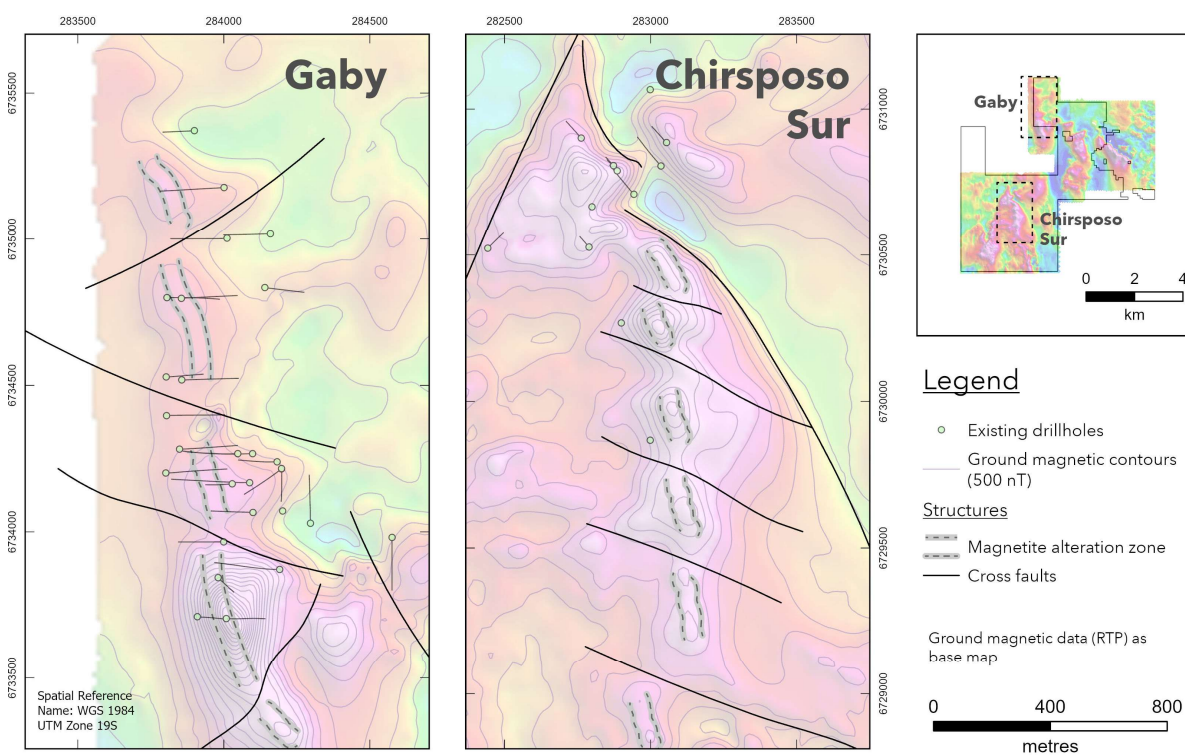 283500
284000
284500
282500
283000
283500
Gaby
Chirsposo
Sur
6735500
6735000
6734500
6734000
6733500
6731000
6730500
6730000
6729500
6729000
Spatial Reference
Name: WGS 1984
UTM Zone 19S
Gaby
Chirsposo
Sur
0 2 4
km
Legend
Existing drillholes
Ground magnetic contours
(500 nT)
Structures
Magnetite alteration zone
Cross faults
Ground magnetic data (RTP) as
base map
0 400 800
metres